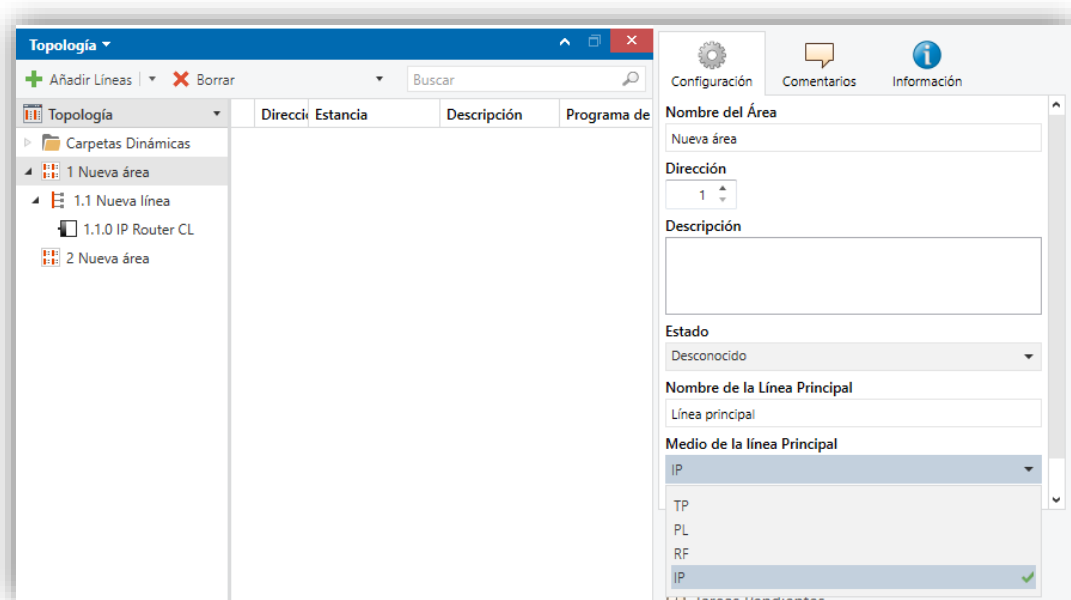 Topología
Añadir Líneas
Borrar
Buscar
Topología
Direcció Estancia Descripción Programa de
Carpetas Dinámicas
1 Nueva área
1.1 Nueva línea
1.1.0 IP Router CL
2 Nueva área
Configuración
Comentarios
Información
Nombre del Área
Nueva área
Dirección
1
Descripción
Estado
Desconocido
Nombre de la Línea Principal
Línea principal
Medio de la línea Principal
IP
TP
PL
RF
IP